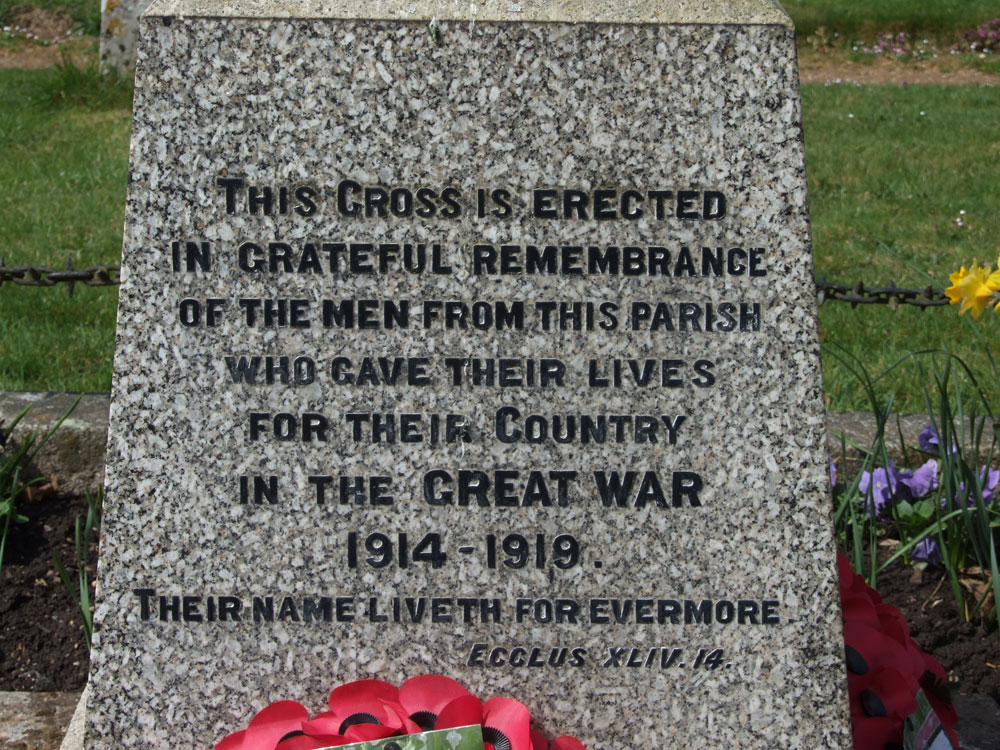 This Cross is erected
in grateful remembrance
of the men from this parish
who gave their lives
for their Country
in the GREAT WAR
1914 - 1919.
Their name liveth for evermore
Ecclus XLIV. 14.